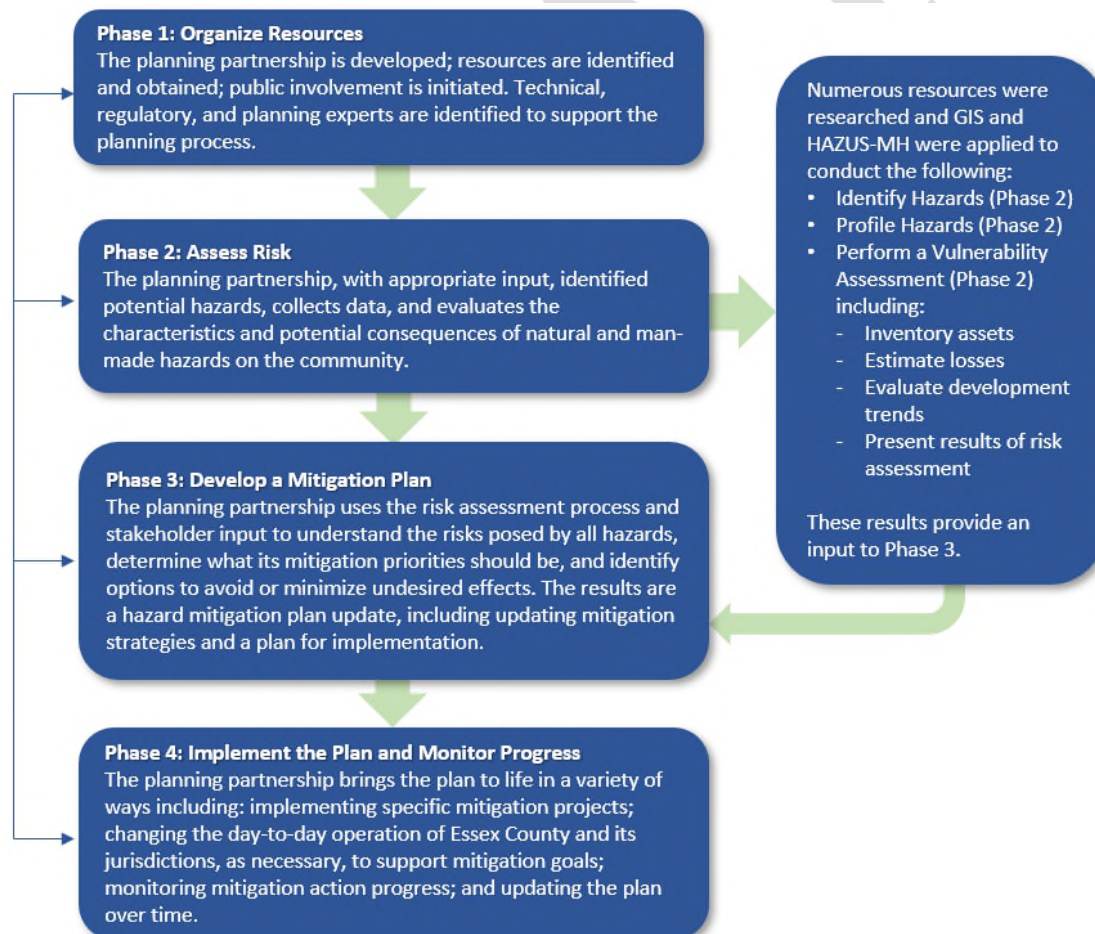 Phase 1: Organize Resources
The planning partnership is developed; resources are identified
and obtained; public involvement is initiated. Technical,
regulatory, and planning experts are identified to support the
planning process.
Phase 2: Assess Risk
The planning partnership, with appropriate input, identified
potential hazards, collects data, and evaluates the
characteristics and potential consequences of natural and man-
made hazards on the community.
Numerous resources were
researched and GIS and
HAZUS-MH were applied to
conduct the following:
• Identify Hazards (Phase 2)
• Profile Hazards (Phase 2)
• Perform a Vulnerability
Assessment (Phase 2)
including:
- Inventory assets
- Estimate losses
- Evaluate development
trends
- Present results of risk
assessment
These results provide an
input to Phase 3.
Phase 3: Develop a Mitigation Plan
The planning partnership uses the risk assessment process and
stakeholder input to understand the risks posed by all hazards,
determine what its mitigation priorities should be, and identify
options to avoid or minimize undesired effects. The results are
a hazard mitigation plan update, including updating mitigation
strategies and a plan for implementation.
Phase 4: Implement the Plan and Monitor Progress
The planning partnership brings the plan to life in a variety of
ways including: implementing specific mitigation projects;
changing the day-to-day operation of Essex County and its
jurisdictions, as necessary, to support mitigation goals;
monitoring mitigation action progress; and updating the plan
over time.